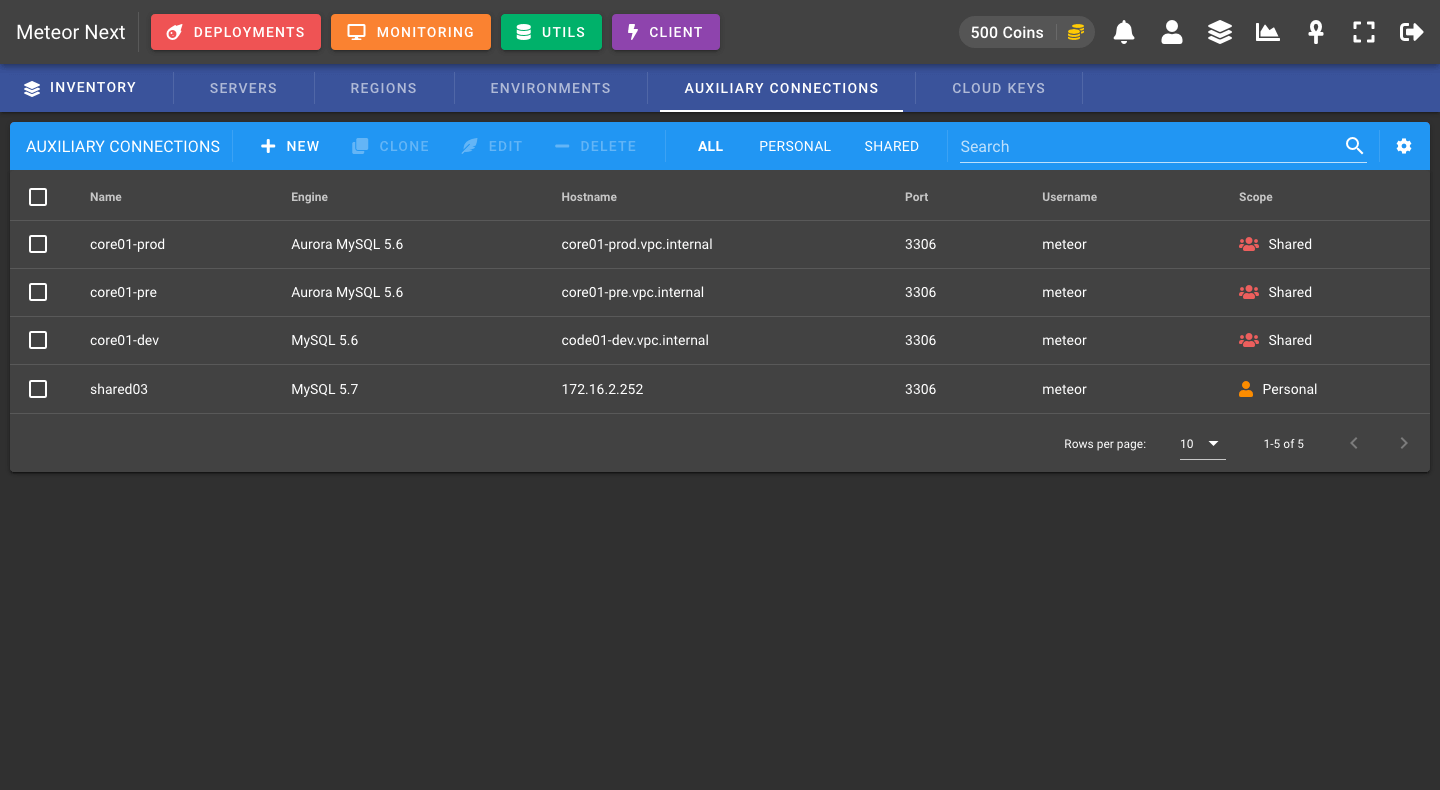 Meteor Next DEPLOYMENTS MONITORING UTILS CLIENT 500 Coins
INVENTORY SERVERS REGIONS ENVIRONMENTS AUXILIARY CONNECTIONS CLOUD KEYS
AUXILIARY CONNECTIONS NEW CLONE EDIT DELETE ALL PERSONAL SHARED Search
Name Engine Hostname Port Username Scope
core01-prod Aurora MySQL 5.6 core01-prod.vpc.internal 3306 meteor Shared
core01-pre Aurora MySQL 5.6 core01-pre.vpc.internal 3306 meteor Shared
core01-dev MySQL 5.6 code01-dev.vpc.internal 3306 meteor Shared
shared03 MySQL 5.7 172.16.2.252 3306 meteor Personal
Rows per page: 10 1-5 of 5